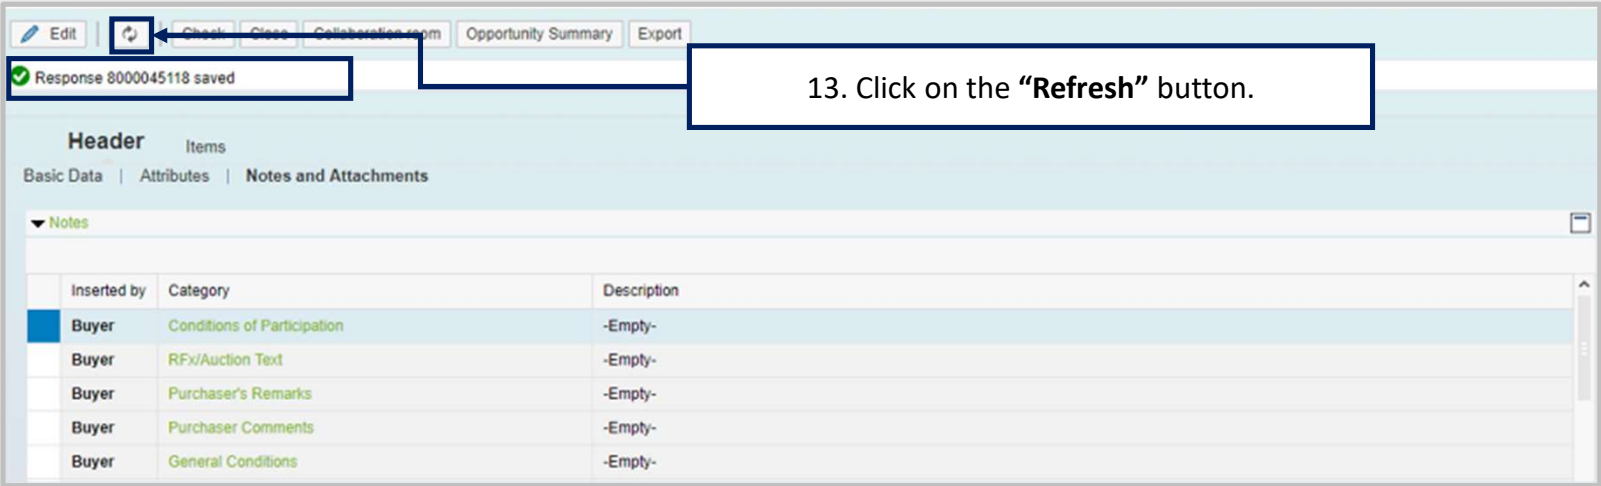 Edit Check Close Collaboration room Opportunity Summary Export
Response 8000045118 saved
13. Click on the “Refresh” button.
Header Items
Basic Data | Attributes | Notes and Attachments
Notes
Inserted by Category Description
Buyer Conditions of Participation -Empty-
Buyer RFx/Auction Text -Empty-
Buyer Purchaser's Remarks -Empty-
Buyer Purchaser Comments -Empty-
Buyer General Conditions -Empty-